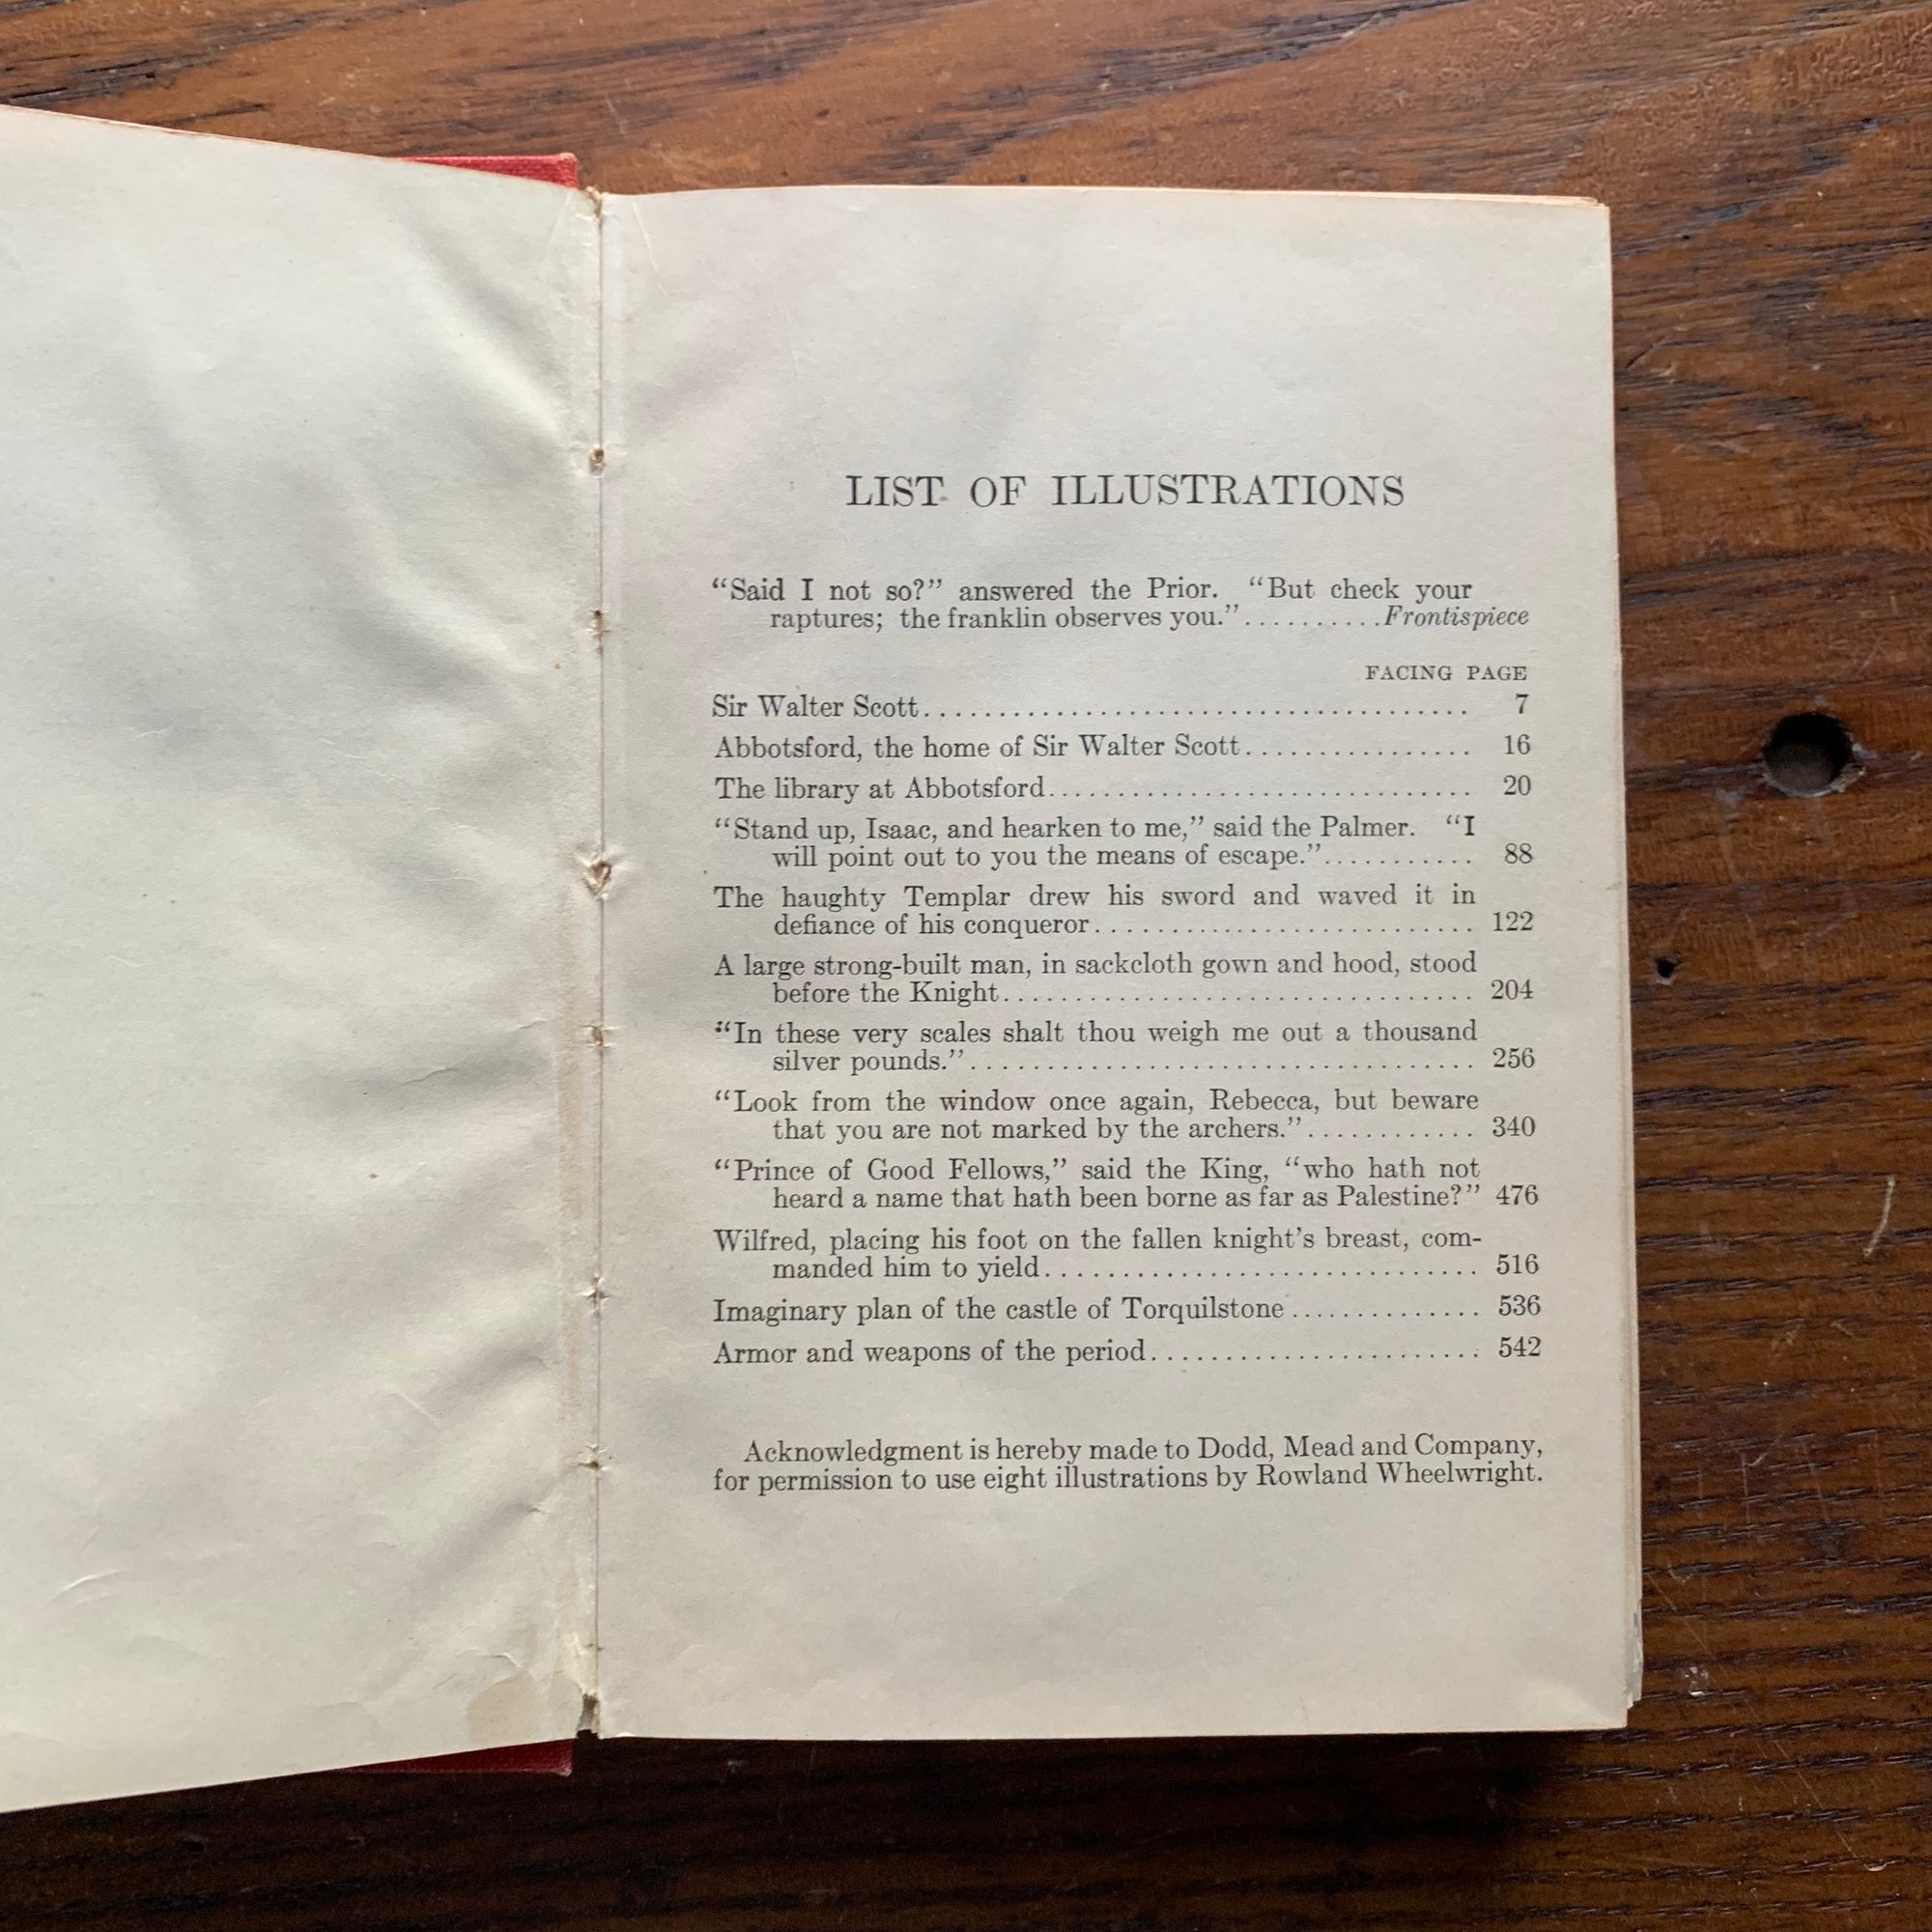 LIST OF ILLUSTRATIONS
“Said I not so?” answered the Prior. “But check your
raptures; the franklin observes you.”..........Frontispiece
FACING PAGE
Sir Walter Scott.................................... 7
Abbotsford, the home of Sir Walter Scott............... 16
The library at Abbotsford............................ 20
“Stand up, Isaac, and hearken to me,” said the Palmer. “I
will point out to you the means of escape.”........... 88
The haughty Templar drew his sword and waved it in
defiance of his conqueror......................... 122
A large strong-built man, in sackcloth gown and hood, stood
before the Knight............................... 204
“In these very scales shalt thou weigh me out a thousand
silver pounds.”................................. 256
“Look from the window once again, Rebecca, but beware
that you are not marked by the archers.”............ 340
“Prince of Good Fellows,” said the King, “who hath not
heard a name that hath been borne as far as Palestine?” 476
Wilfred, placing his foot on the fallen knight’s breast, com-
manded him to yield............................. 516
Imaginary plan of the castle of Torquilstone............. 536
Armor and weapons of the period...................... 542
Acknowledgment is hereby made to Dodd, Mead and Company,
for permission to use eight illustrations by Rowland Wheelwright.